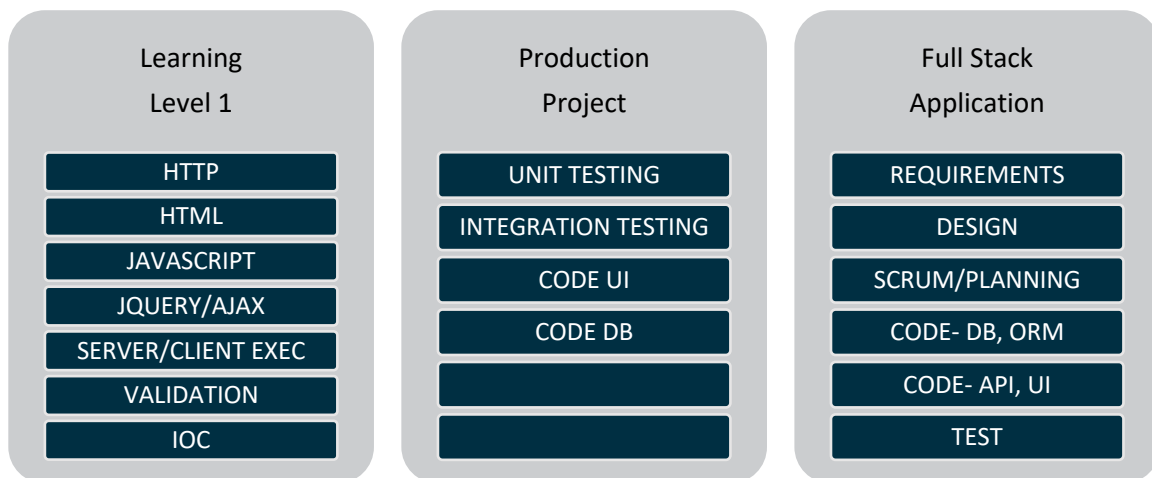 Learning
Level 1
HTTP
HTML
JAVASCRIPT
JQUERY/AJAX
SERVER/CLIENT EXEC
VALIDATION
IOC
Production
Project
UNIT TESTING
INTEGRATION TESTING
CODE UI
CODE DB
Full Stack
Application
REQUIREMENTS
DESIGN
SCRUM/PLANNING
CODE- DB, ORM
CODE- API, UI
TEST